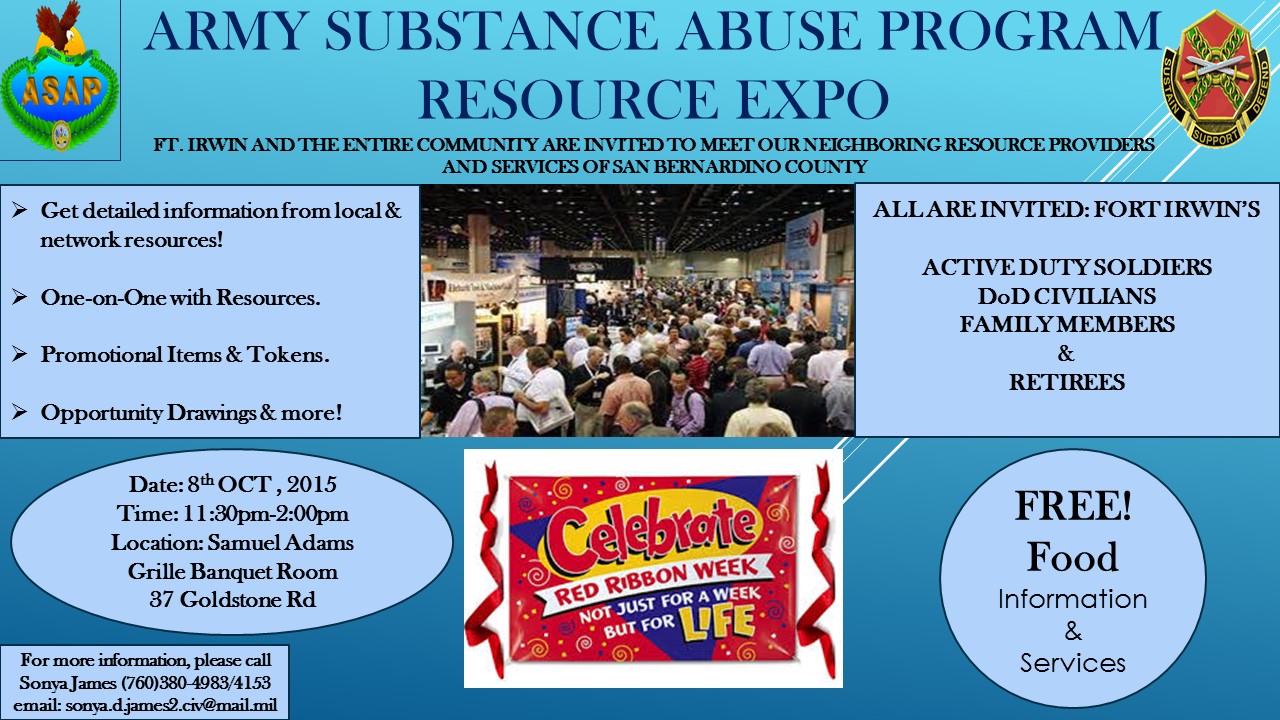 ASAP
ARMY SUBSTANCE ABUSE PROGRAM
RESOURCE EXPO
SUSTAIN
SUPPORT
DEFEND
FT. IRWIN AND THE ENTIRE COMMUNITY ARE INVITED TO MEET OUR NEIGHBORING RESOURCE PROVIDERS
AND SERVICES OF SAN BERNARDINO COUNTY
➢ Get detailed information from local &
network resources!
➢ One-on-One with Resources.
➢ Promotional Items & Tokens.
➢ Opportunity Drawings & more!
ALL ARE INVITED: FORT IRWIN'S
ACTIVE DUTY SOLDIERS
DoD CIVILIANS
FAMILY MEMBERS
&
RETIREES
Date: 8th OCT , 2015
Time: 11:30pm-2:00pm
Location: Samuel Adams
Grille Banquet Room
37 Goldstone Rd
Celebrate
RED RIBBON WEEK
NOT JUST FOR A WEEK
BUT FOR LIFE
FREE!
Food
Information
&
Services
For more information, please call
Sonya James (760)380-4983/4153
email: sonya.d.james2.civ@mail.mil